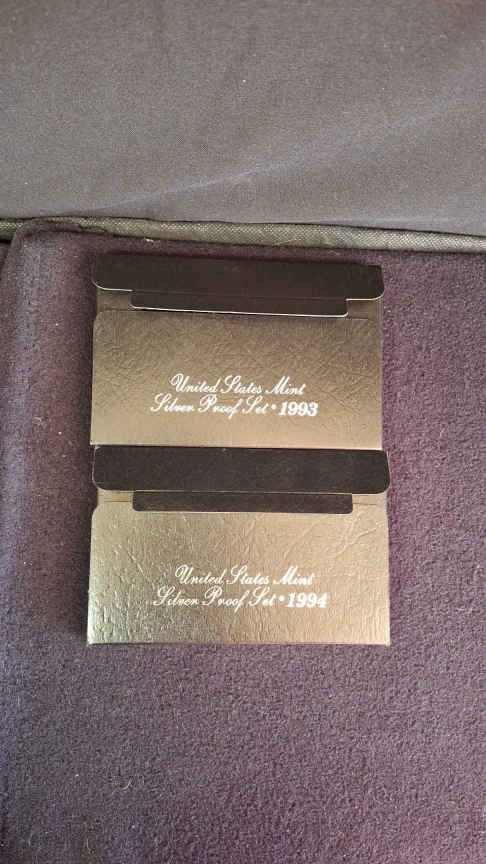 United States Mint
Silver Proof Set • 1993
United States Mint
Silver Proof Set • 1994